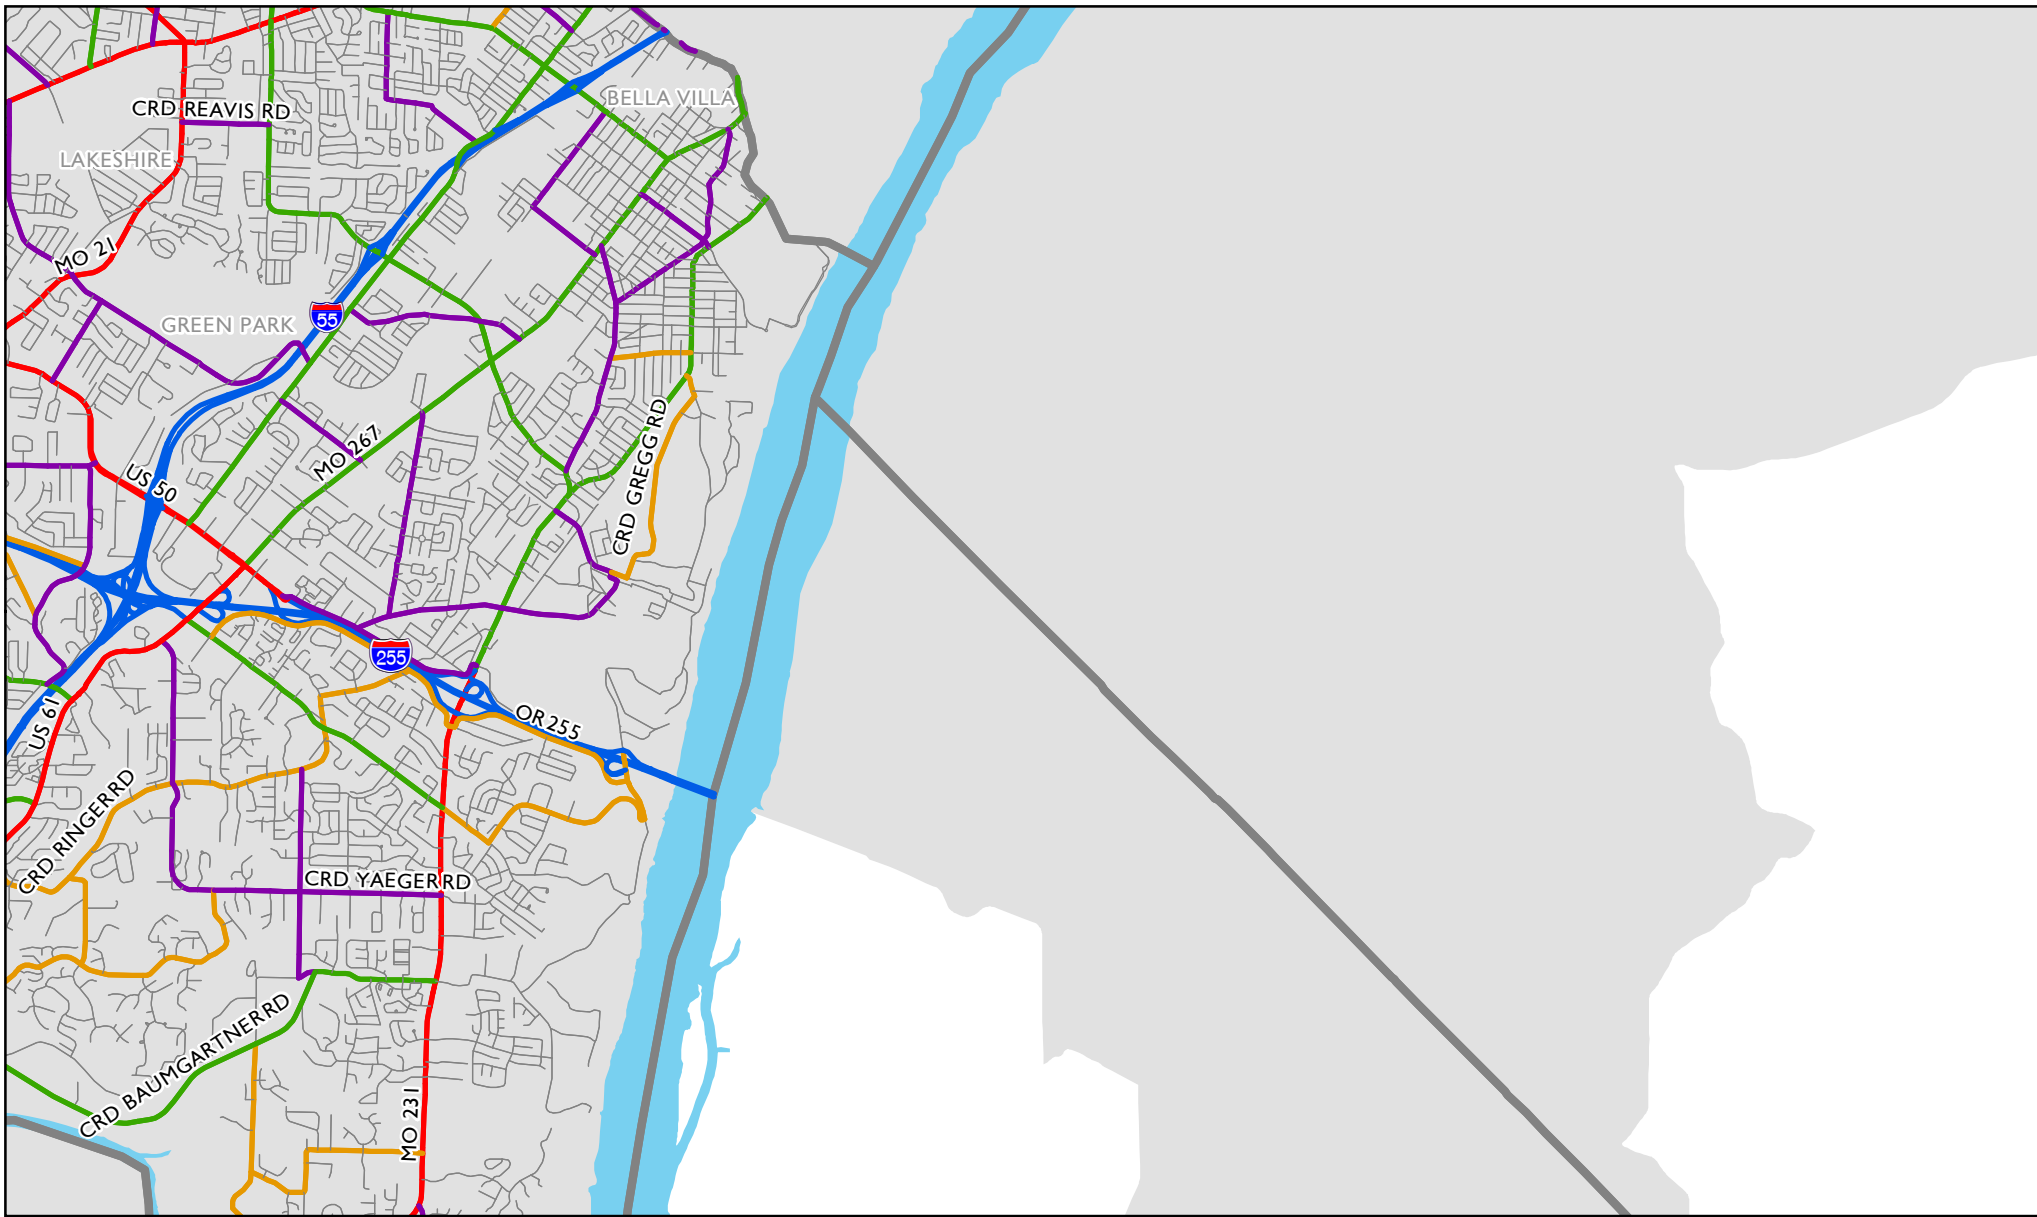 BELLA VILLA
CRD REAVIS RD
LAKESHIRE
MO 21
55
GREEN PARK
MO 267
CRD GREGG RD
US 50
255
US 61
OR 255
CRD RINGER RD
CRD YAEGER RD
CRD BAUMGARTNER RD
MO 231